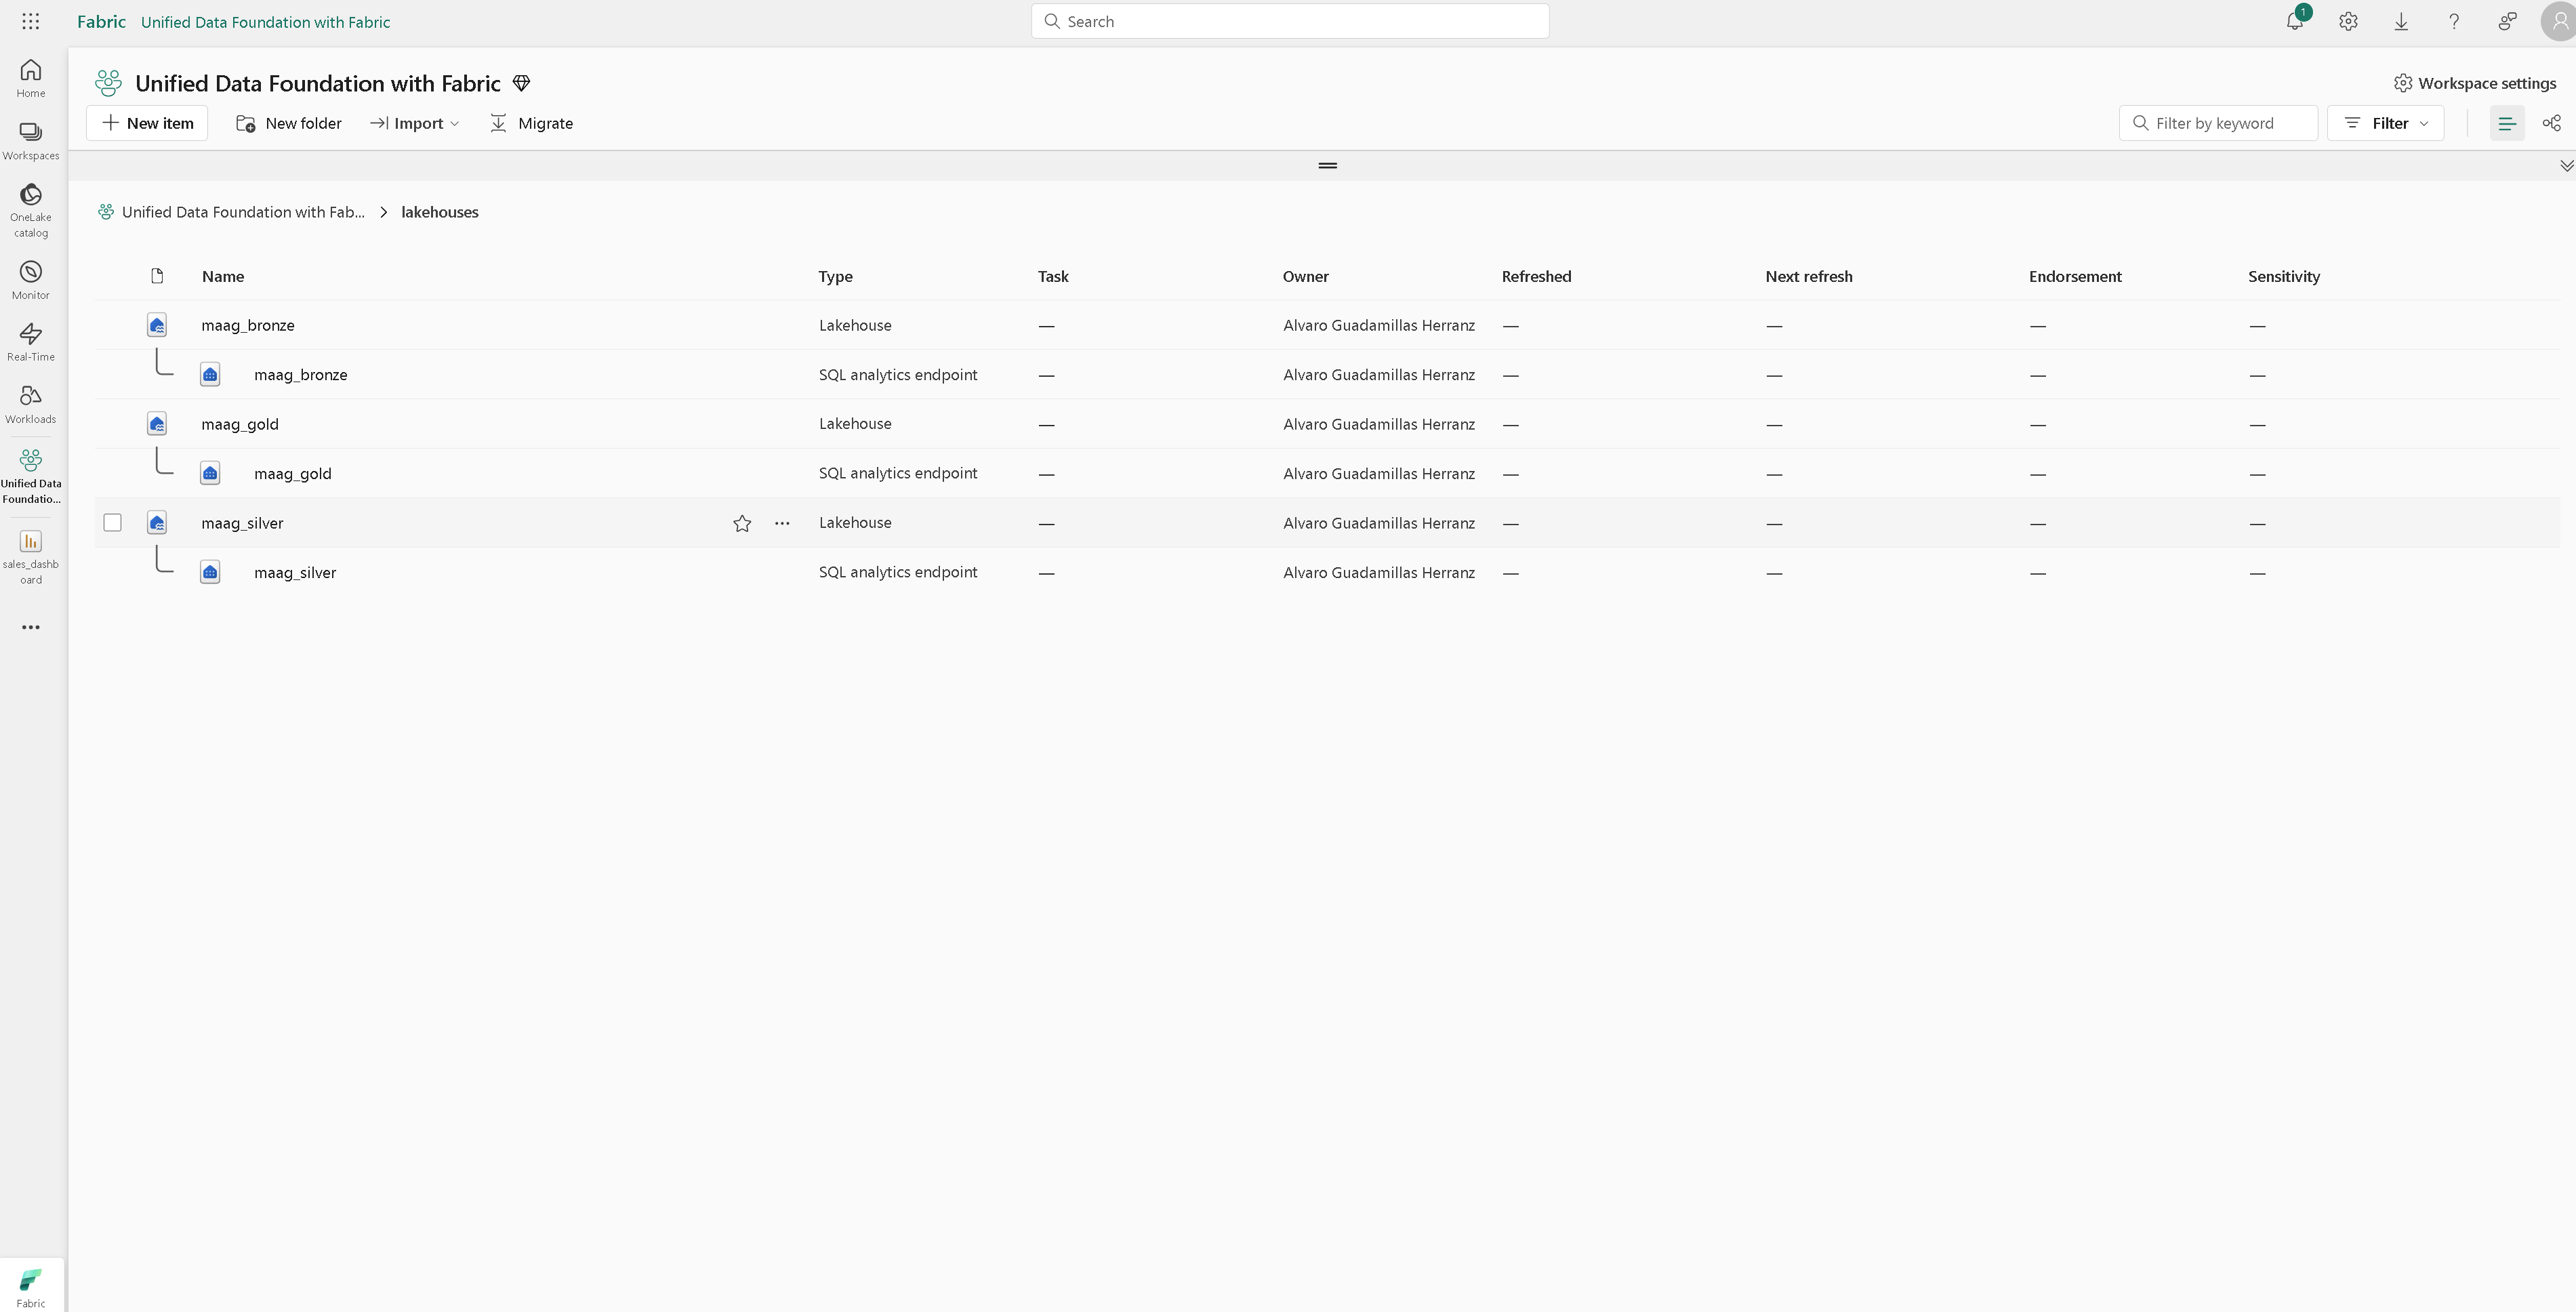 Fabric Unified Data Foundation with Fabric Search 1
Home
Workspaces
OneLake
catalog
Monitor
Real-Time
Workloads
Unified Data
Foundatio...
sales_dashb
oard
Fabric
Unified Data Foundation with Fabric Workspace settings
New item New folder Import Migrate Filter by keyword Filter
Unified Data Foundation with Fab... lakehouses
Name Type Task Owner Refreshed Next refresh Endorsement Sensitivity
maag_bronze Lakehouse — Alvaro Guadamillas Herranz — — — —
maag_bronze SQL analytics endpoint — Alvaro Guadamillas Herranz — — — —
maag_gold Lakehouse — Alvaro Guadamillas Herranz — — — —
maag_gold SQL analytics endpoint — Alvaro Guadamillas Herranz — — — —
maag_silver Lakehouse — Alvaro Guadamillas Herranz — — — —
maag_silver SQL analytics endpoint — Alvaro Guadamillas Herranz — — — —